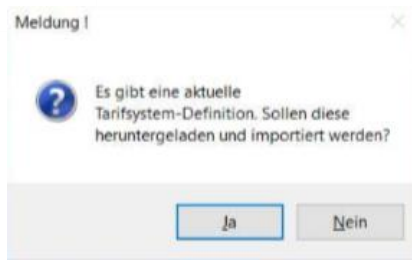 Meldung !
Es gibt eine aktuelle
Tarifsystem-Definition. Sollen diese
heruntergeladen und importiert werden?
Ja
Nein